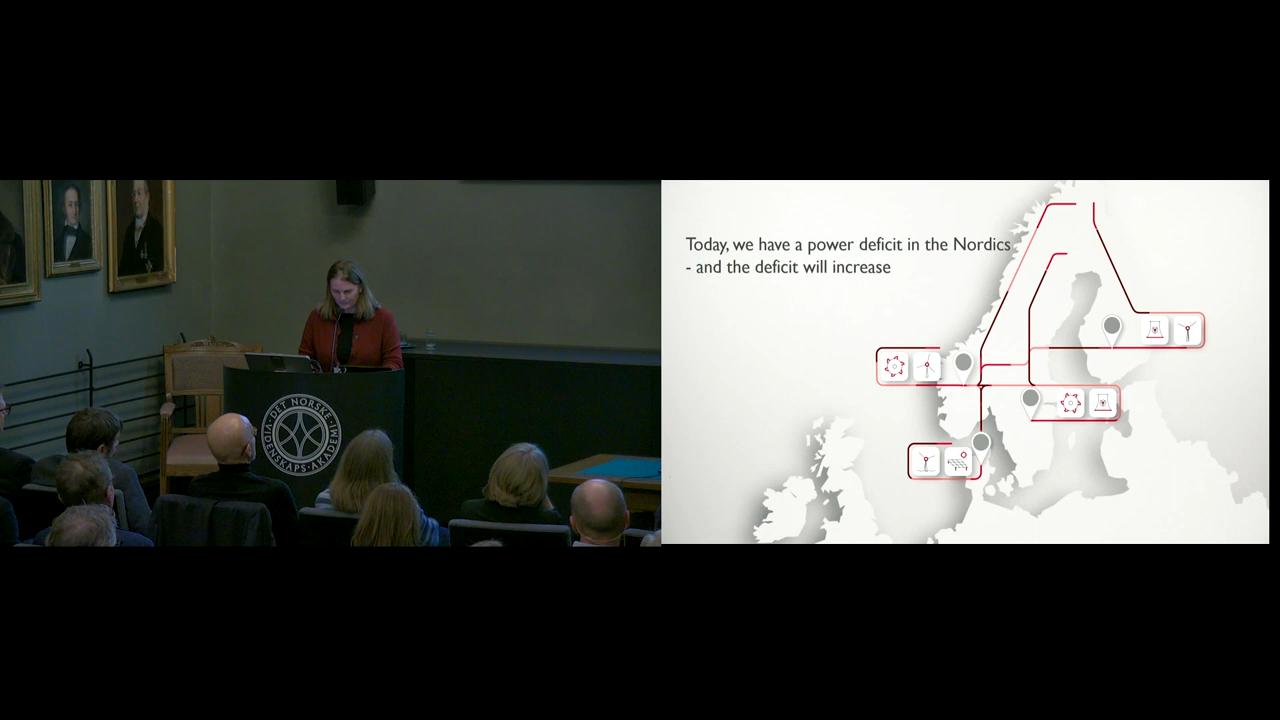 Today, we have a power deficit in the Nordics
- and the deficit will increase
DET NORSKE
VIDENSKAPS-AKADEMI